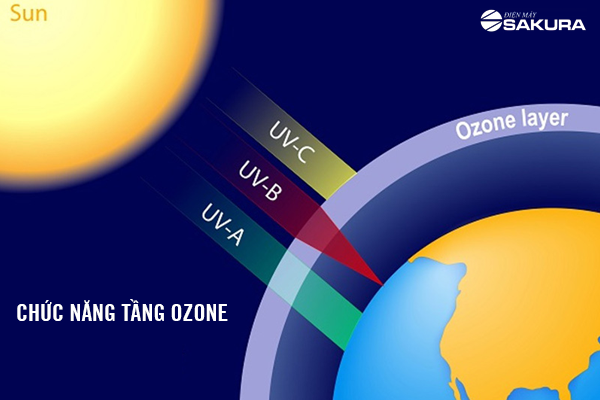 Sun
ĐIỆN MÁY
SAKURA
Ozone layer
UV-C
UV-B
UV-A
CHỨC NĂNG TẦNG OZONE